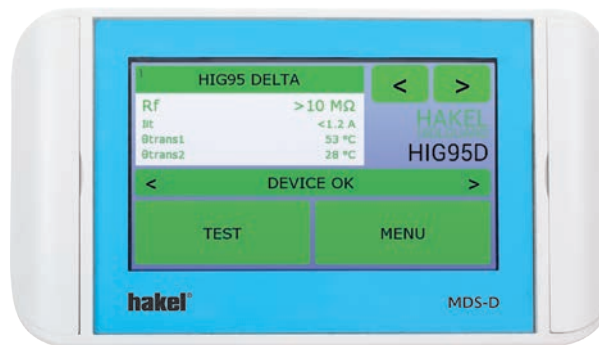 1
HIG95 DELTA
< >
Rf >10 MΩ
It <1.2 A
θtrans1 53 °C
θtrans2 28 °C
HAKEL
HIG95D
< DEVICE OK >
TEST MENU
hakel®
MDS-D